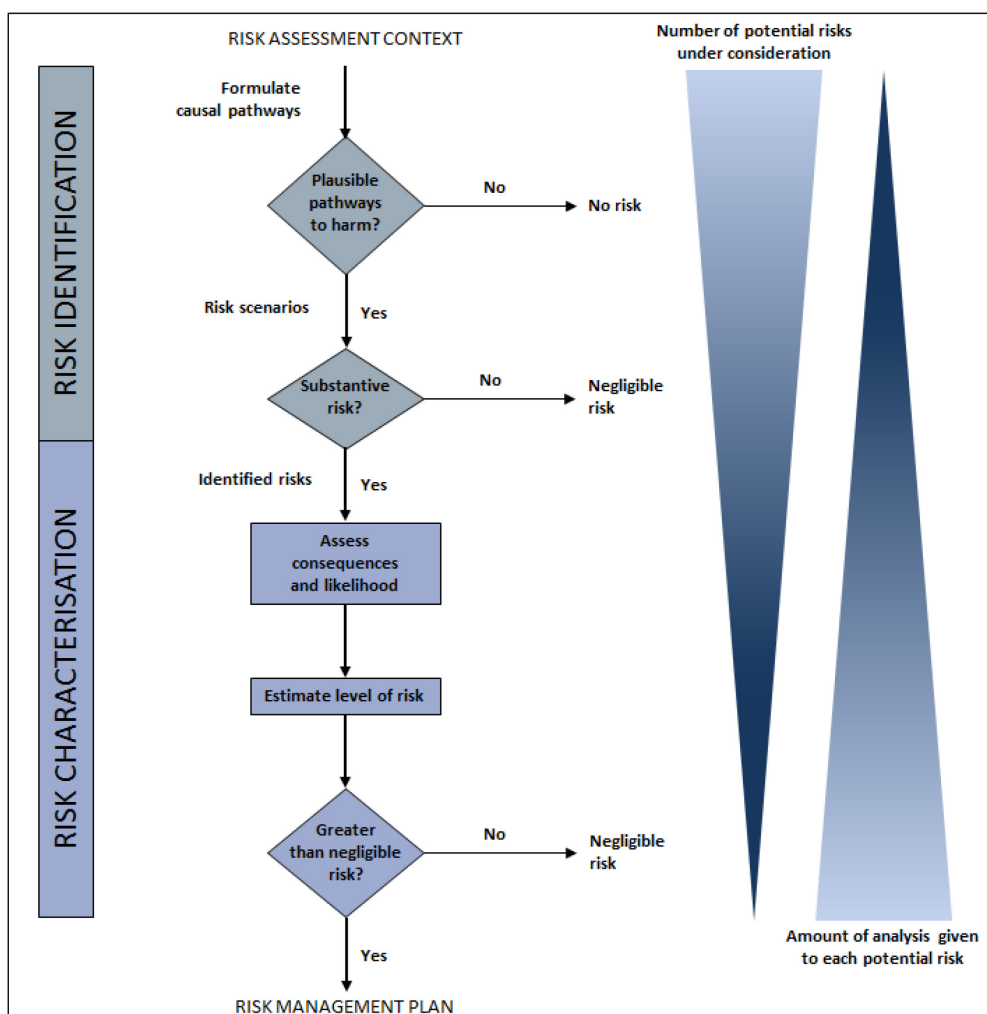 RISK ASSESSMENT CONTEXT
Number of potential risks
under consideration
RISK IDENTIFICATION
Formulate
causal pathways
Plausible
pathways
to harm?
No
No risk
Risk scenarios
Yes
Substantive
risk?
No
Negligible
risk
RISK CHARACTERISATION
Identified risks
Yes
Assess
consequences
and likelihood
Estimate level of risk
Greater
than negligible
risk?
No
Negligible
risk
Yes
Amount of analysis given
to each potential risk
RISK MANAGEMENT PLAN